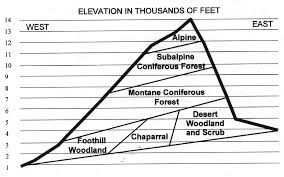 ELEVATION IN THOUSANDS OF FEET
WEST
EAST
14
13
12
11
10
9
8
7
6
5
4
3
2
1
Alpine
Subalpine
Coniferous Forest
Montane Coniferous
Forest
Foothill
Woodland
Chaparral
Desert
Woodland
and Scrub